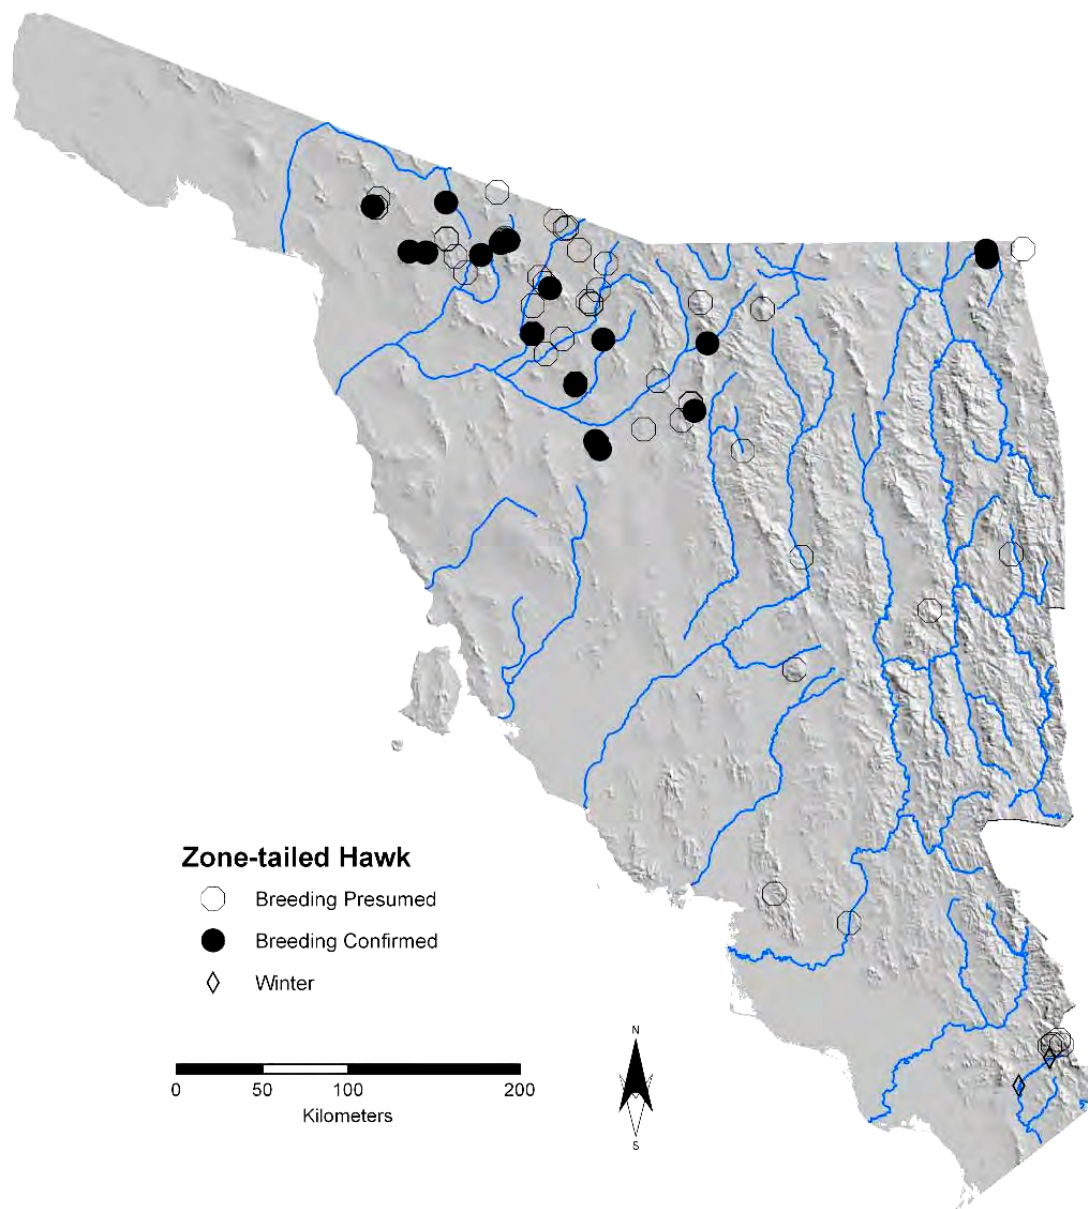 Zone-tailed Hawk
Breeding Presumed
Breeding Confirmed
Winter
0 50 100 200
Kilometers
N
S